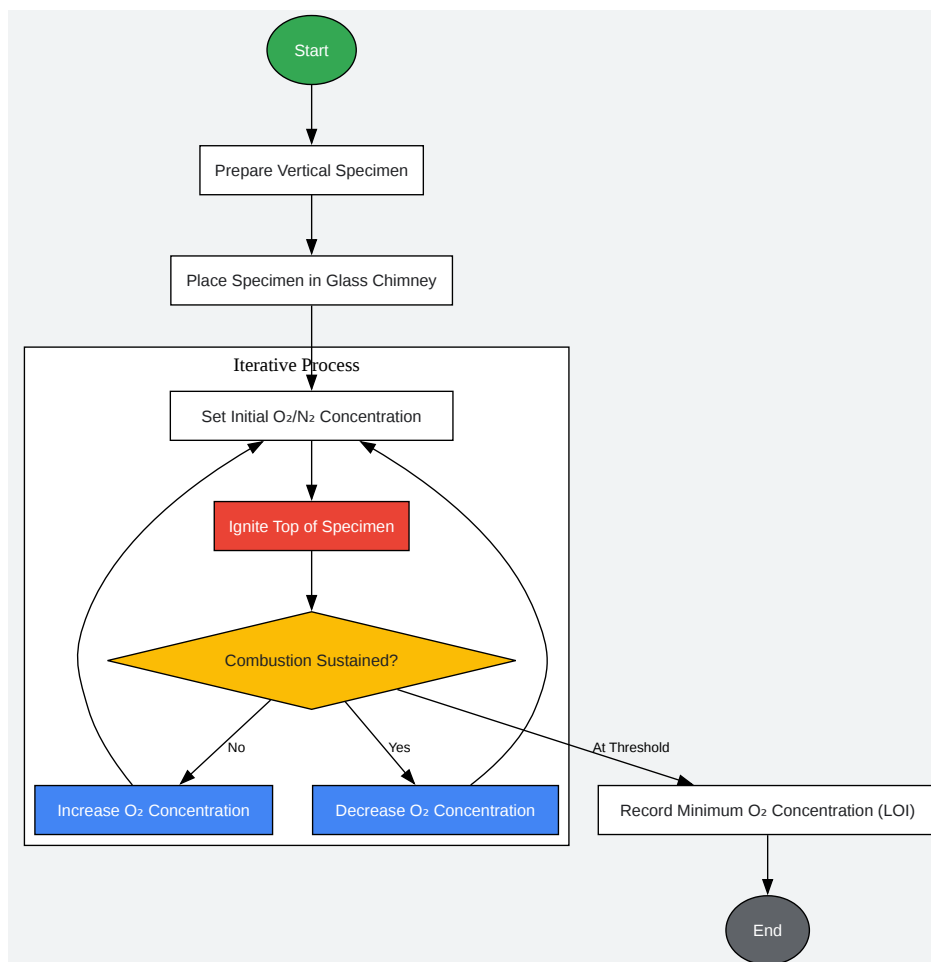 Start
Prepare Vertical Specimen
Place Specimen in Glass Chimney
Iterative Process
Set Initial O₂/N₂ Concentration
Ignite Top of Specimen
Combustion Sustained?
No
Yes
At Threshold
Increase O₂ Concentration
Decrease O₂ Concentration
Record Minimum O₂ Concentration (LOI)
End